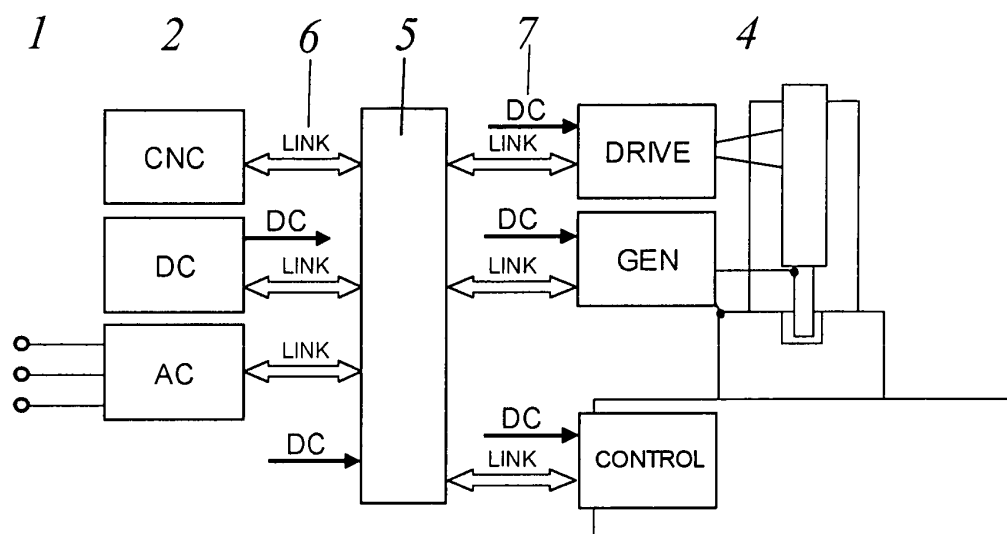 1 2 6 5 7 4
DC
CNC LINK LINK DRIVE
DC DC
DC LINK LINK GEN
AC LINK
DC DC
LINK CONTROL